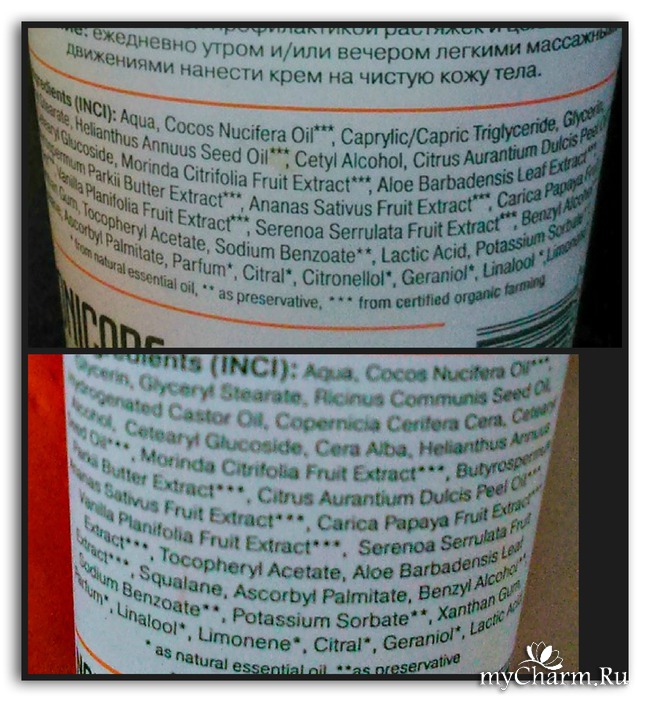 ежедневно утром и/или вечером легкими массажны
движениями нанести крем на чистую кожу тела.
Ingredients (INCI): Aqua, Cocos Nucifera Oil***, Caprylic/Capric Triglyceride, Glycerin,
Stearate, Helianthus Annuus Seed Oil***, Cetyl Alcohol, Citrus Aurantium Dulcis Peel
Glucoside, Morinda Citrifolia Fruit Extract***, Aloe Barbadensis Leaf Extract***,
Parkii Butter Extract***, Ananas Sativus Fruit Extract***, Carica Papaya
Vanilla Planifolia Fruit Extract***, Serenoa Serrulata Fruit Extract***, Benzyl Alcohol
Gum, Tocopheryl Acetate, Sodium Benzoate**, Lactic Acid, Potassium Sorbate
Ascorbyl Palmitate, Parfum*, Citral*, Citronellol*, Geraniol*, Linalool *Limonene
* from natural essential oil, ** as preservative, *** from certified organic farming
Ingredients (INCI): Aqua, Cocos Nucifera Oil***,
Glycerin, Glyceryl Stearate, Ricinus Communis Seed Oil,
Hydrogenated Castor Oil, Copernicia Cerifera Cera, Cetearyl
Alcohol, Cetearyl Glucoside, Cera Alba, Helianthus Annuus
Seed Oil***, Morinda Citrifolia Fruit Extract***, Butyrospermum
Parkii Butter Extract***, Citrus Aurantium Dulcis Peel Oil***,
Ananas Sativus Fruit Extract***, Carica Papaya Fruit Extract***,
Vanilla Planifolia Fruit Extract***, Serenoa Serrulata Fruit
Extract***, Tocopheryl Acetate, Aloe Barbadensis Leaf
Extract***, Squalane, Ascorbyl Palmitate, Benzyl Alcohol**,
Sodium Benzoate**, Potassium Sorbate**, Xanthan Gum,
Parfum*, Linalool*, Limonene*, Citral*, Geraniol*, Lactic Acid
* as natural essential oil, **as preservative
myCharm.Ru